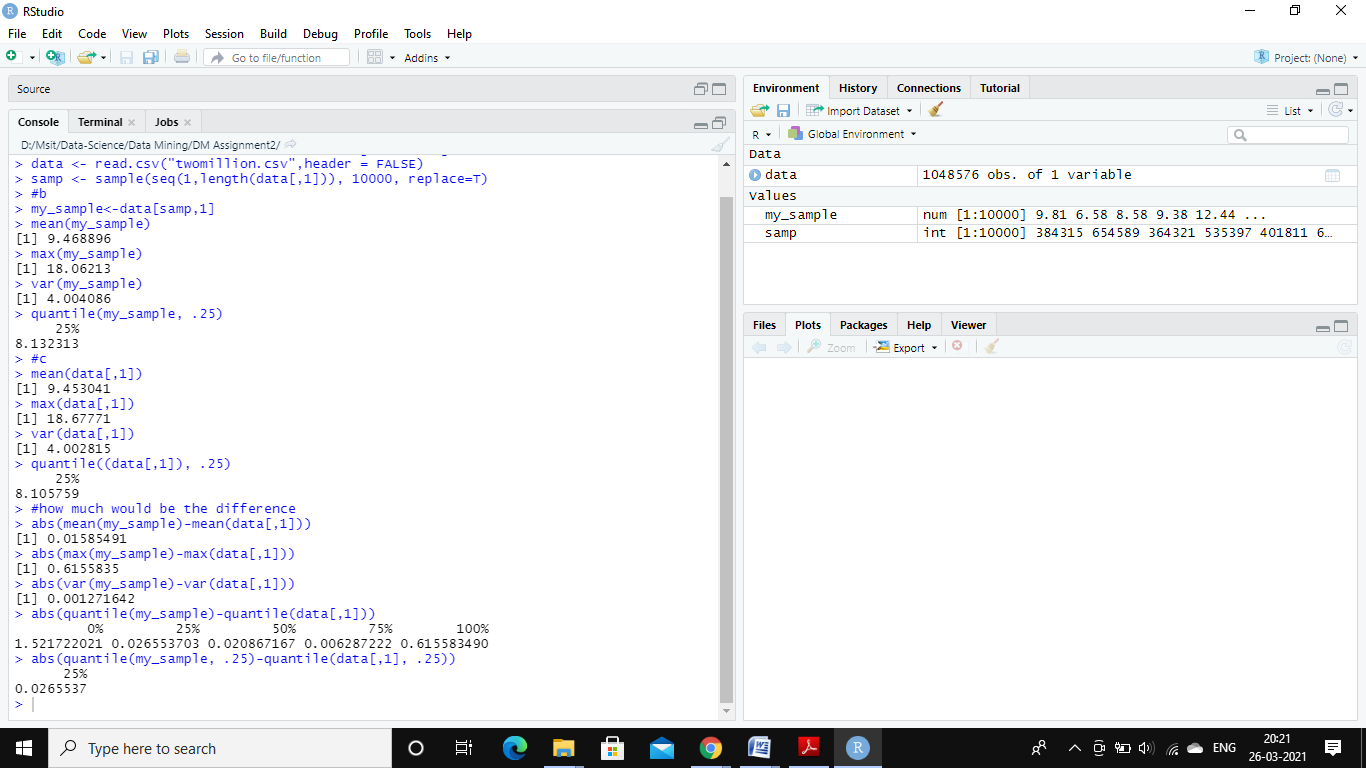 RStudio
File Edit Code View Plots Session Build Debug Profile Tools Help
Go to file/function Addins Project: (None)
Source
Console Terminal Jobs
D:/Msit/Data-Science/Data Mining/DM Assignment2/
> data <- read.csv("twomillion.csv",header = FALSE)
> samp <- sample(seq(1,length(data[,1])), 10000, replace=T)
> #b
> my_sample<-data[samp,1]
> mean(my_sample)
[1] 9.468896
> max(my_sample)
[1] 18.06213
> var(my_sample)
[1] 4.004086
> quantile(my_sample, .25)
25%
8.132313
> #c
> mean(data[,1])
[1] 9.453041
> max(data[,1])
[1] 18.67771
> var(data[,1])
[1] 4.002815
> quantile((data[,1]), .25)
25%
8.105759
> #how much would be the difference
> abs(mean(my_sample)-mean(data[,1]))
[1] 0.01585491
> abs(max(my_sample)-max(data[,1]))
[1] 0.6155835
> abs(var(my_sample)-var(data[,1]))
[1] 0.001271642
> abs(quantile(my_sample)-quantile(data[,1]))
0% 25% 50% 75% 100%
1.521722021 0.026553703 0.020867167 0.006287222 0.615583490
> abs(quantile(my_sample, .25)-quantile(data[,1], .25))
25%
0.0265537
>
Environment History Connections Tutorial
Import Dataset List
R Global Environment
Data
data 1048576 obs. of 1 variable
Values
my_sample num [1:10000] 9.81 6.58 8.58 9.38 12.44 ...
samp int [1:10000] 384315 654589 364321 535397 401811 6…
Files Plots Packages Help Viewer
Zoom Export
Type here to search
ENG
20:21
26-03-2021